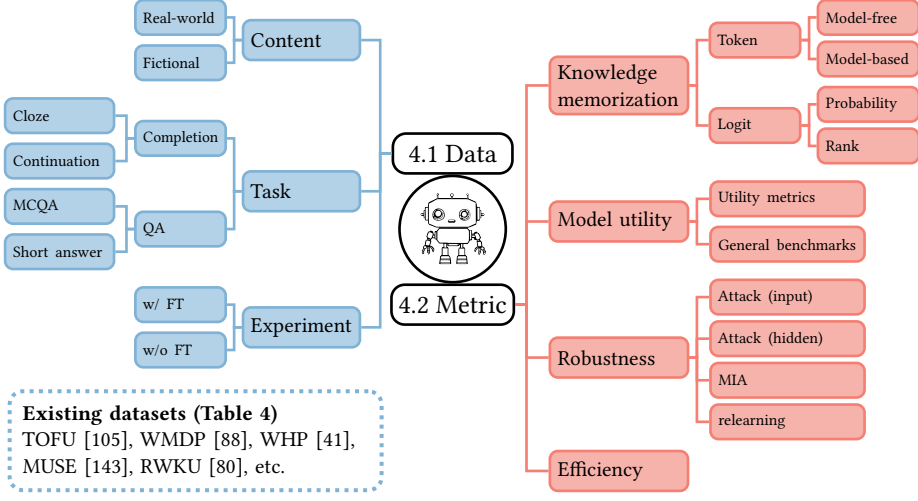 Real-world
Fictional
Content
Cloze
Continuation
Completion
MCQA
Short answer
QA
Task
w/ FT
w/o FT
Experiment
4.1 Data
4.2 Metric
Knowledge
memorization
Token
Model-free
Model-based
Logit
Probability
Rank
Model utility
Utility metrics
General benchmarks
Robustness
Attack (input)
Attack (hidden)
MIA
relearning
Efficiency
Existing datasets (Table 4)
TOFU [105], WMDP [88], WHP [41],
MUSE [143], RWKU [80], etc.